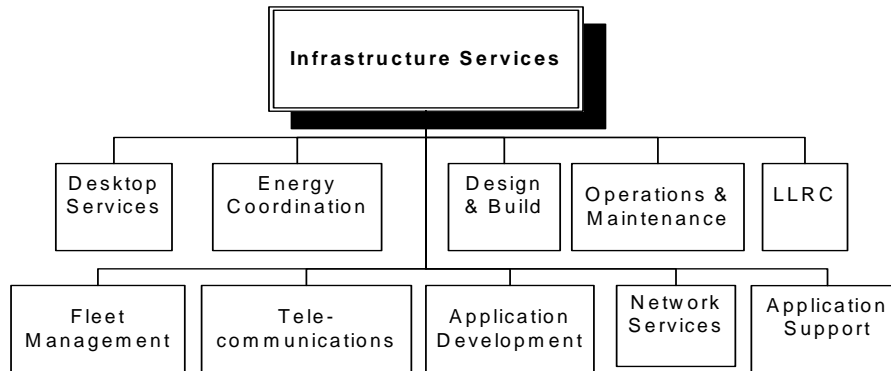 Infrastructure Services
Desktop
Services
Energy
Coordination
Design
& Build
Operations &
Maintenance
LLRC
Fleet
Management
Tele-
communications
Application
Development
Network
Services
Application
Support